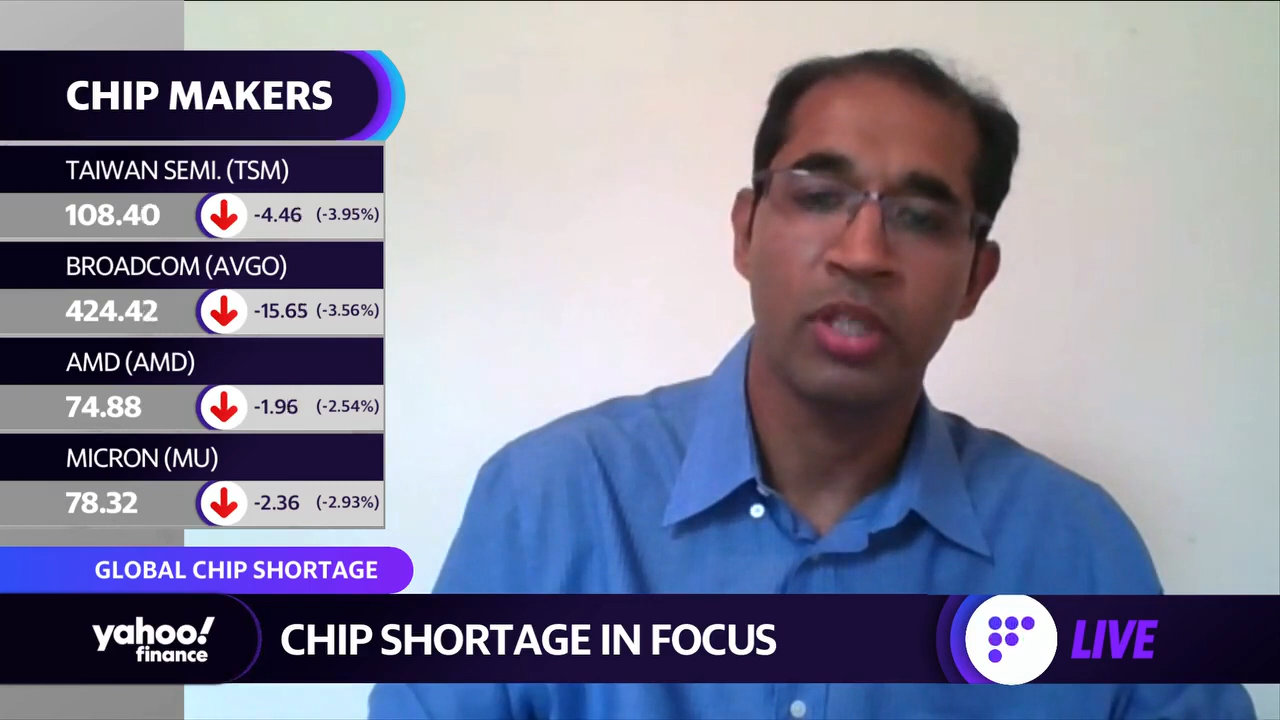 CHIP MAKERS
TAIWAN SEMI. (TSM)
108.40 -4.46 (-3.95%)
BROADCOM (AVGO)
424.42 -15.65 (-3.56%)
AMD (AMD)
74.88 -1.96 (-2.54%)
MICRON (MU)
78.32 -2.36 (-2.93%)
GLOBAL CHIP SHORTAGE
yahoo!
finance
CHIP SHORTAGE IN FOCUS
LIVE